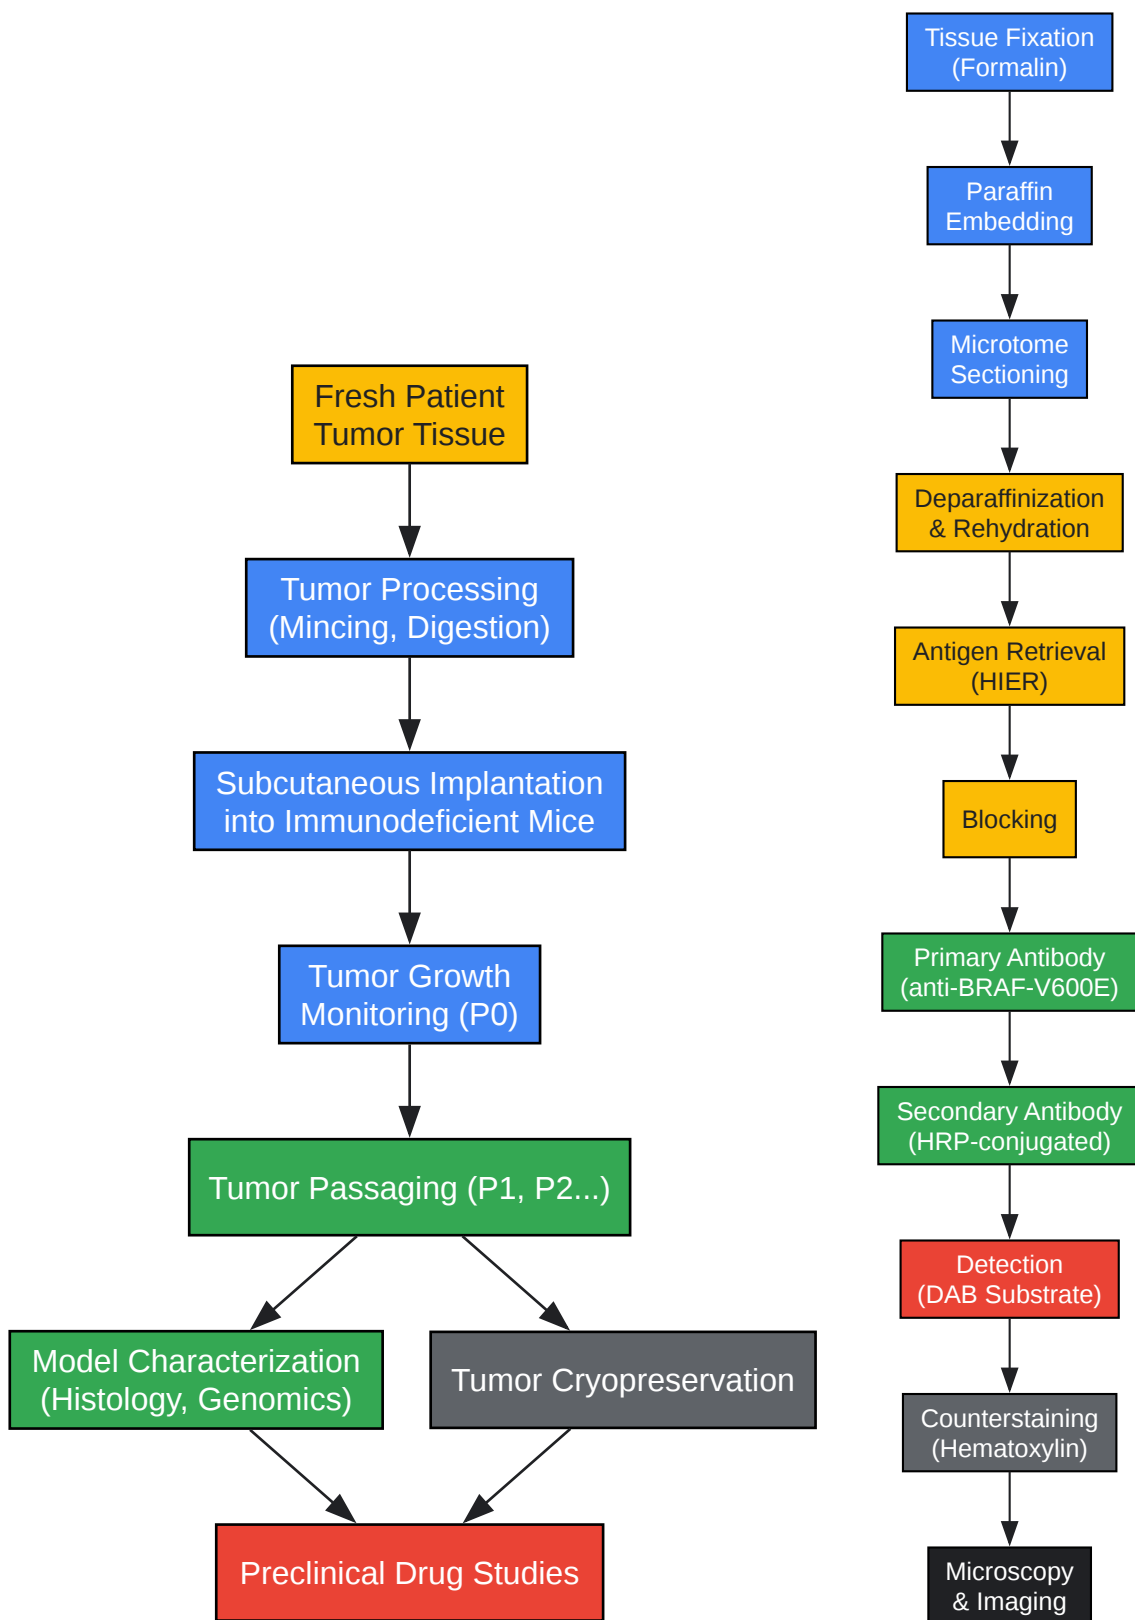 Fresh Patient
Tumor Tissue
Tumor Processing
(Mincing, Digestion)
Subcutaneous Implantation
into Immunodeficient Mice
Tumor Growth
Monitoring (P0)
Tumor Passaging (P1, P2...)
Model Characterization
(Histology, Genomics)
Tumor Cryopreservation
Preclinical Drug Studies
Tissue Fixation
(Formalin)
Paraffin
Embedding
Microtome
Sectioning
Deparaffinization
& Rehydration
Antigen Retrieval
(HIER)
Blocking
Primary Antibody
(anti-BRAF-V600E)
Secondary Antibody
(HRP-conjugated)
Detection
(DAB Substrate)
Counterstaining
(Hematoxylin)
Microscopy
& Imaging